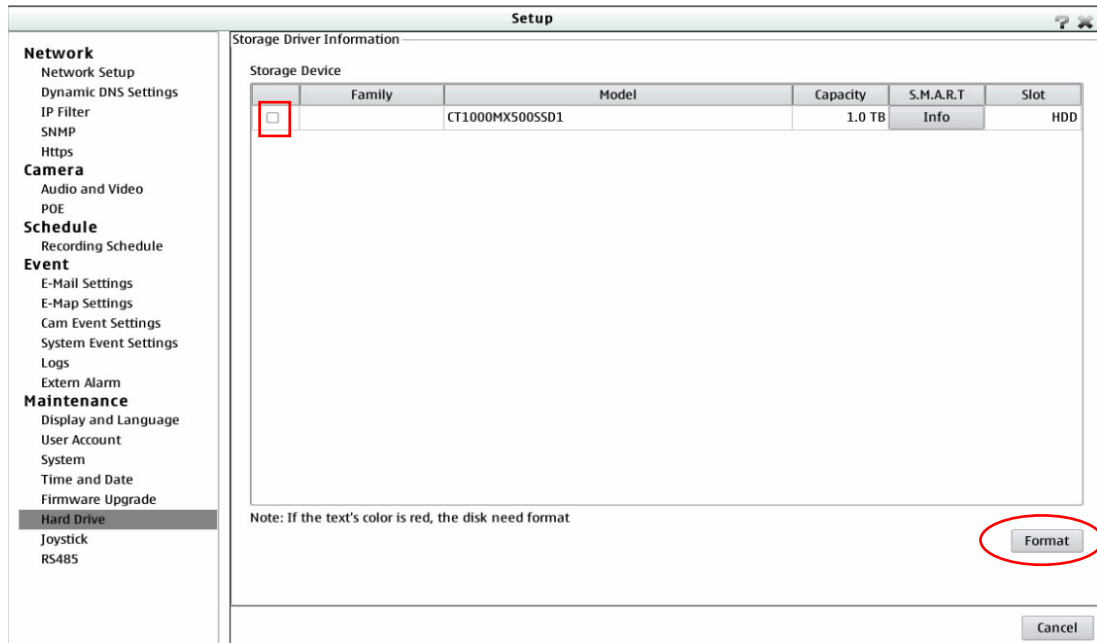 Setup
Network
Network Setup
Dynamic DNS Settings
IP Filter
SNMP
Https
Camera
Audio and Video
POE
Schedule
Recording Schedule
Event
E-Mail Settings
E-Map Settings
Cam Event Settings
System Event Settings
Logs
Extern Alarm
Maintenance
Display and Language
User Account
System
Time and Date
Firmware Upgrade
Hard Drive
Joystick
RS485
Storage Driver Information
Storage Device
Family Model Capacity S.M.A.R.T Slot
CT1000MX500SSD1 1.0 TB Info HDD
Note: If the text's color is red, the disk need format
Format
Cancel